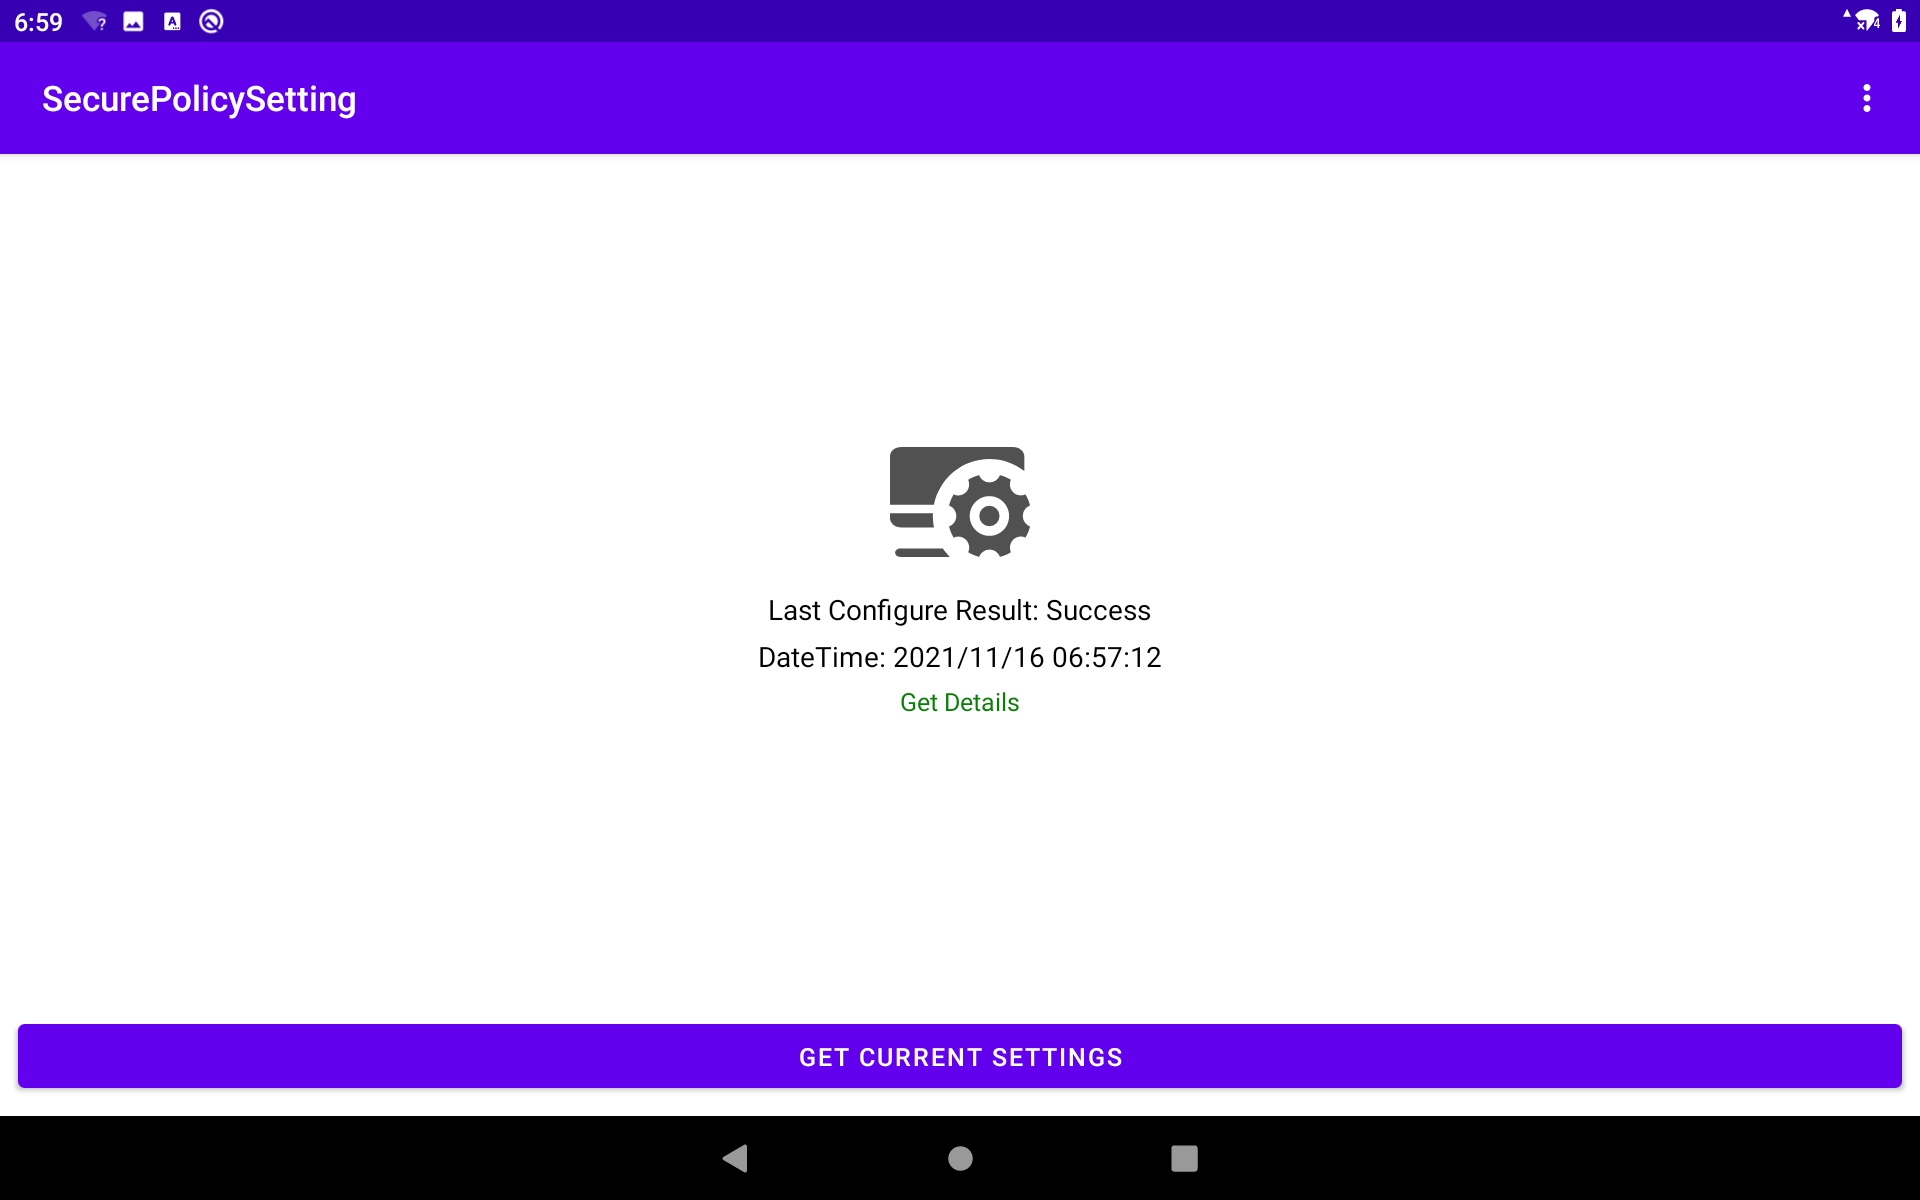 6:59
SecurePolicySetting
Last Configure Result: Success
DateTime: 2021/11/16 06:57:12
Get Details
GET CURRENT SETTINGS